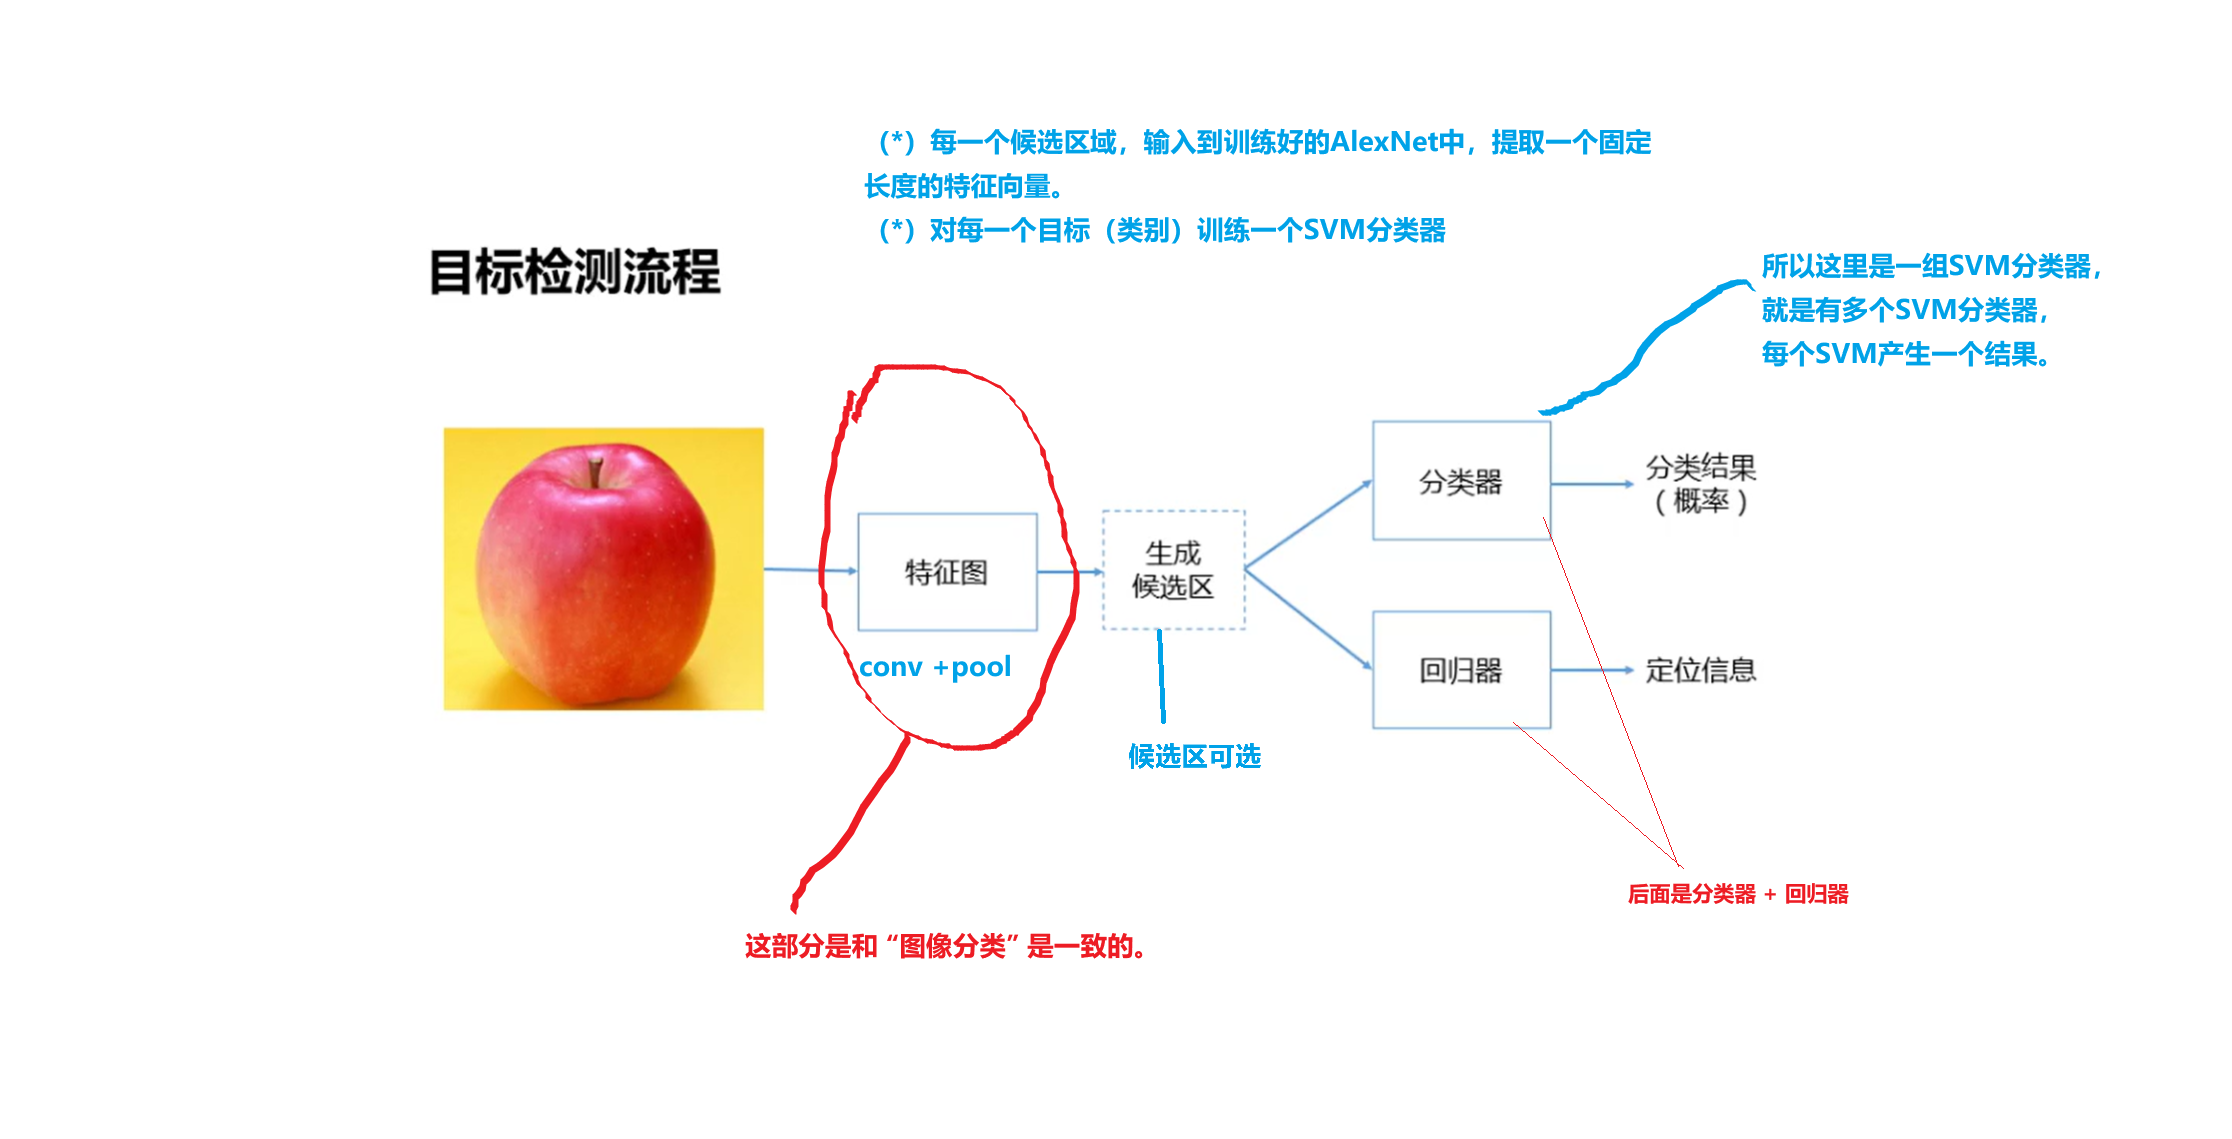 （*）每一个候选区域，输入到训练好的AlexNet中，提取一个固定
长度的特征向量。
（*）对每一个目标（类别）训练一个SVM分类器
目标检测流程
所以这里是一组SVM分类器，
就是有多个SVM分类器，
每个SVM产生一个结果。
特征图
conv +pool
生成
候选区
候选区可选
分类器
分类结果
（概率）
回归器
定位信息
后面是分类器 + 回归器
这部分是和 “图像分类” 是一致的。